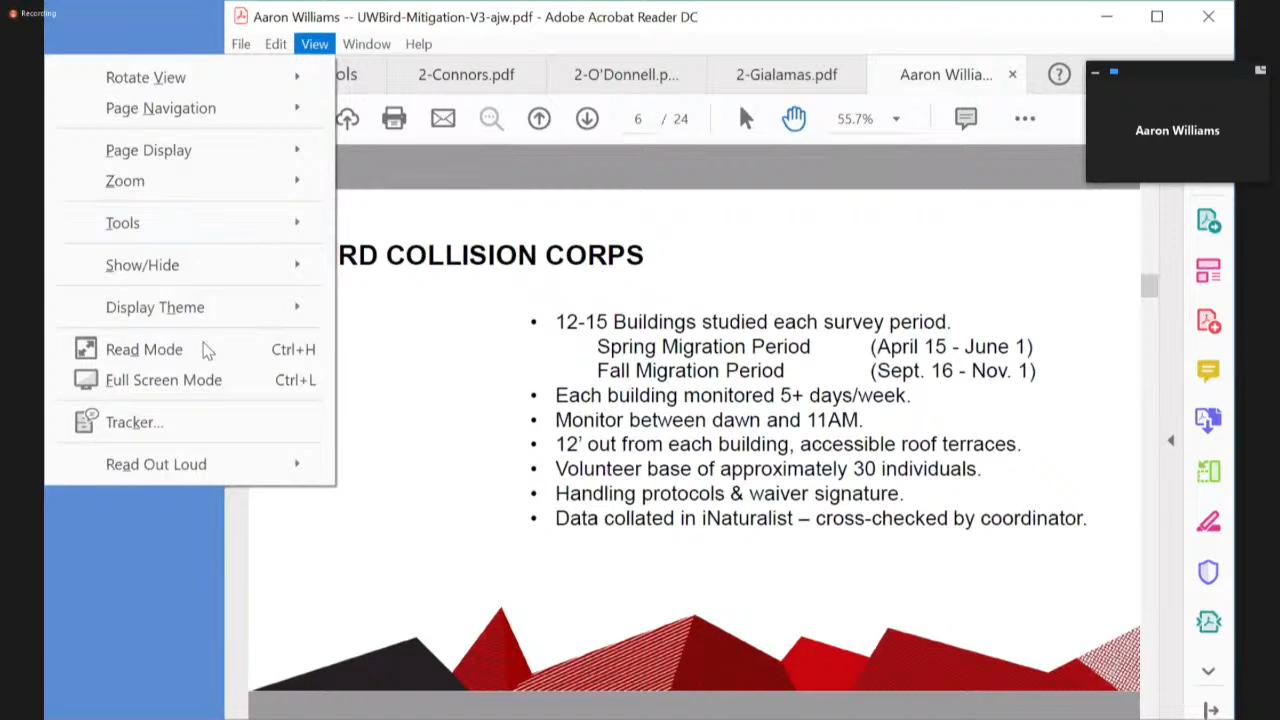 Recording
Aaron Williams -- UWBird-Mitigation-V3-ajw.pdf - Adobe Acrobat Reader DC
File Edit View Window Help
ols 2-Connors.pdf 2-O'Donnell.p... 2-Gialamas.pdf Aaron Willia... × ?
6 / 24 55.7%
Aaron Williams
Rotate View
Page Navigation
Page Display
Zoom
Tools
Show/Hide
Display Theme
Read Mode Ctrl+H
Full Screen Mode Ctrl+L
Tracker...
Read Out Loud
RD COLLISION CORPS
• 12-15 Buildings studied each survey period.
Spring Migration Period (April 15 - June 1)
Fall Migration Period (Sept. 16 - Nov. 1)
• Each building monitored 5+ days/week.
• Monitor between dawn and 11AM.
• 12’ out from each building, accessible roof terraces.
• Volunteer base of approximately 30 individuals.
• Handling protocols & waiver signature.
• Data collated in iNaturalist – cross-checked by coordinator.